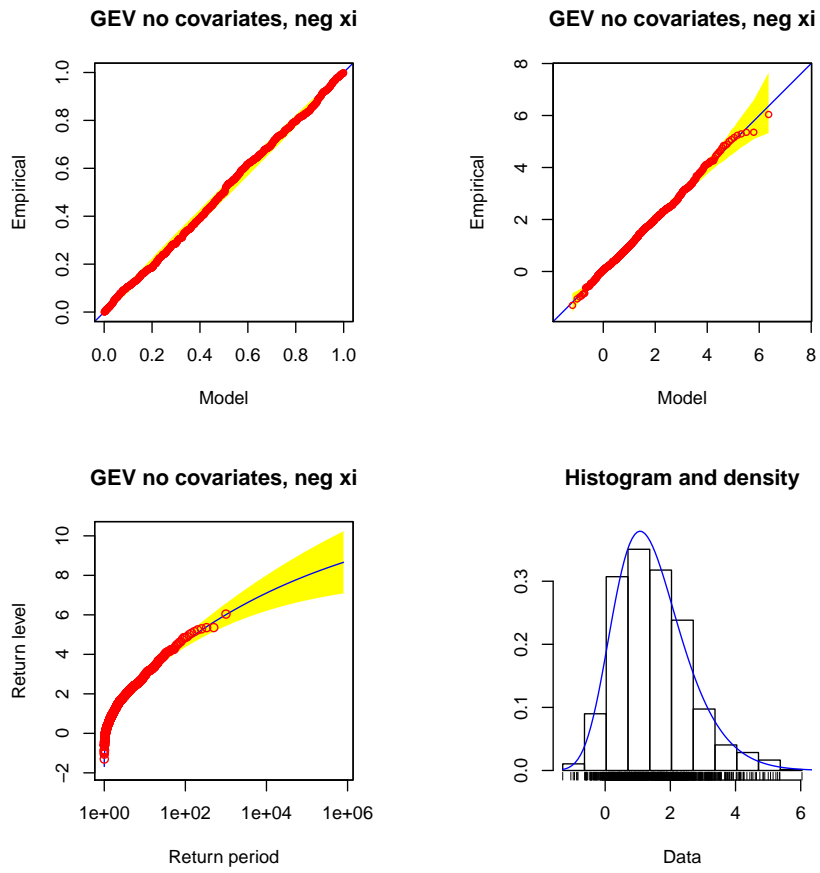 GEV no covariates, neg xi
1.0
0.8
0.6
0.4
0.2
0.0
Empirical
0.0 0.2 0.4 0.6 0.8 1.0
Model
GEV no covariates, neg xi
8
6
4
2
0
Empirical
0 2 4 6 8
Model
GEV no covariates, neg xi
10
8
6
4
2
0
−2
Return level
1e+00 1e+02 1e+04 1e+06
Return period
Histogram and density
0.3
0.2
0.1
0.0
0 2 4 6
Data